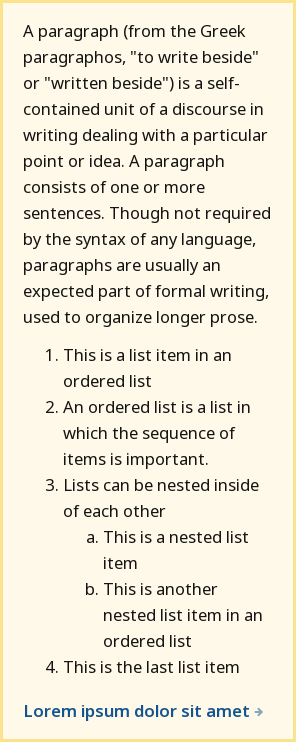 A paragraph (from the Greek
paragraphos, "to write beside"
or "written beside") is a self-
contained unit of a discourse in
writing dealing with a particular
point or idea. A paragraph
consists of one or more
sentences. Though not required
by the syntax of any language,
paragraphs are usually an
expected part of formal writing,
used to organize longer prose.
1. This is a list item in an
ordered list
2. An ordered list is a list in
which the sequence of
items is important.
3. Lists can be nested inside
of each other
a. This is a nested list
item
b. This is another
nested list item in an
ordered list
4. This is the last list item
Lorem ipsum dolor sit amet →